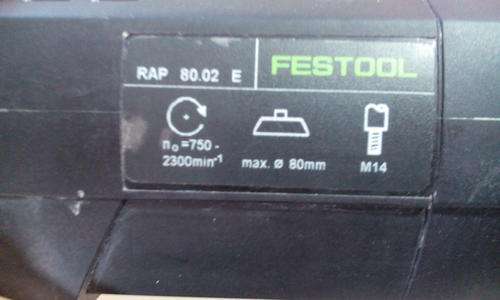 RAP 80.02 E
FESTOOL
n₀=750-
2300min⁻¹
max. ø 80mm
M14